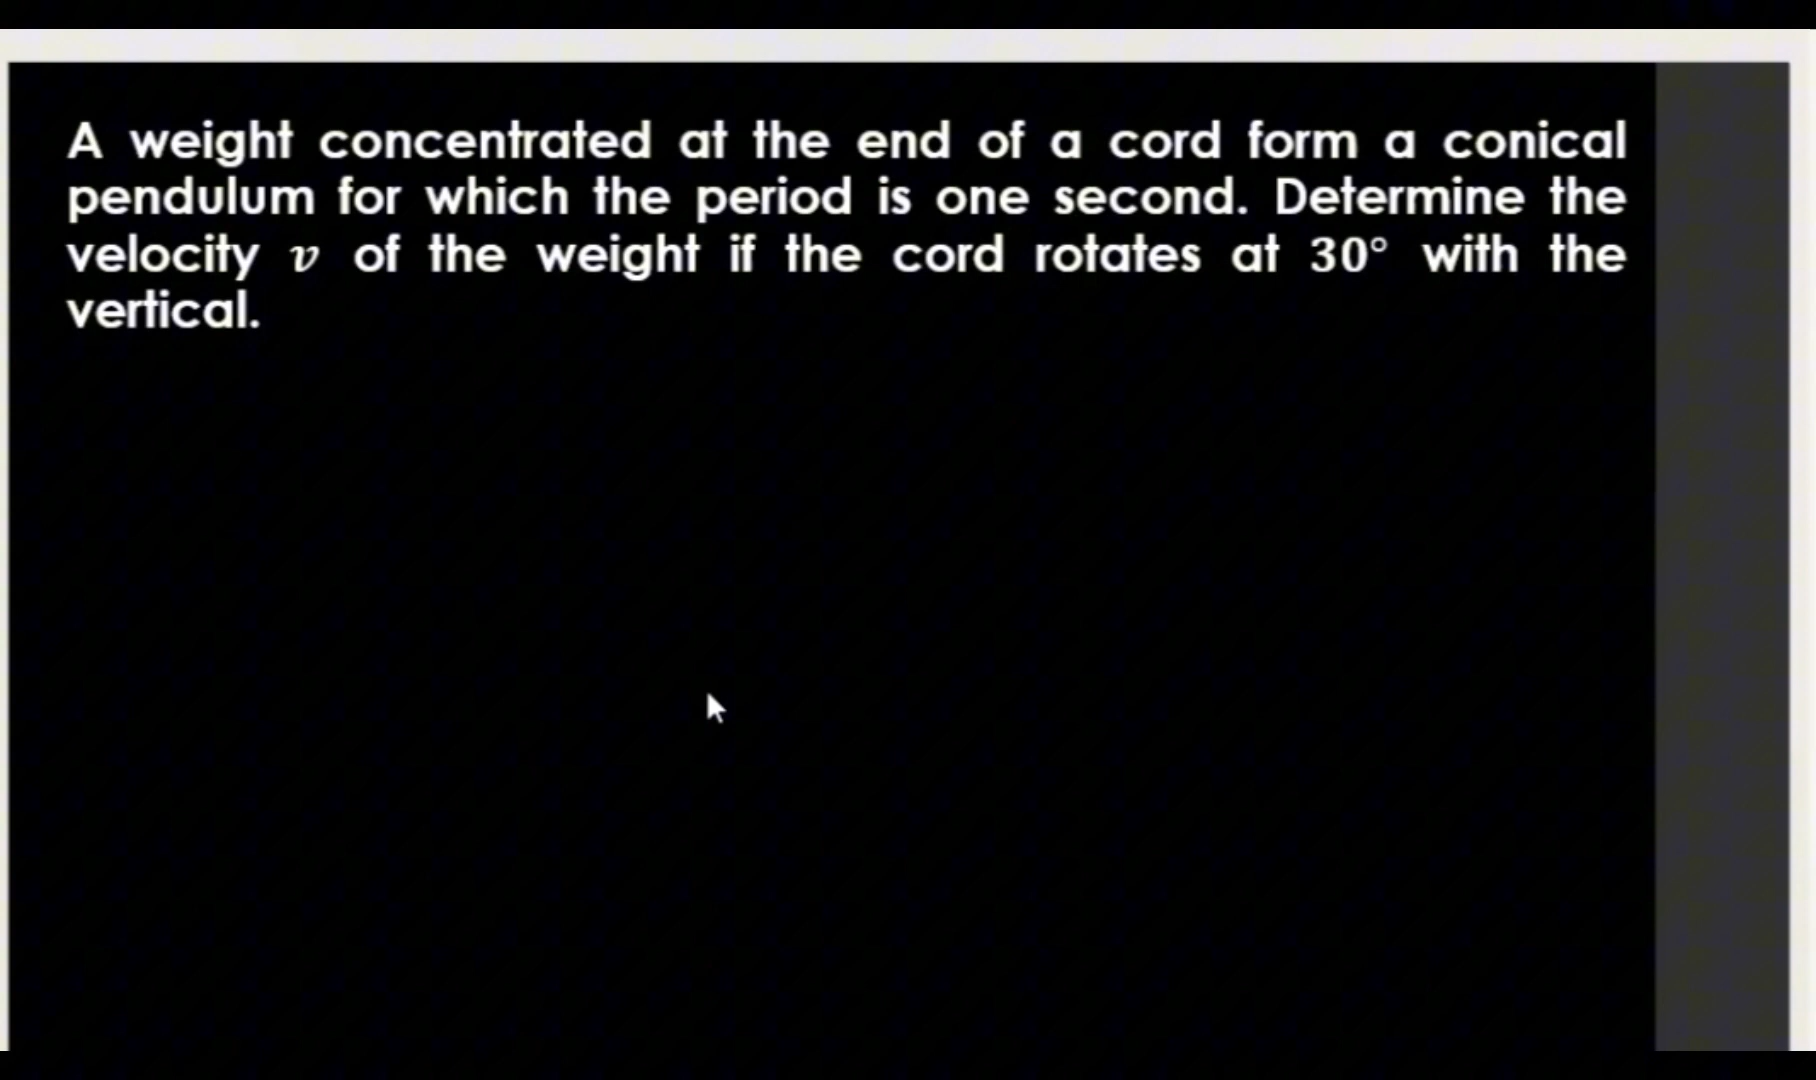 A weight concentrated at the end of a cord form a conical
pendulum for which the period is one second. Determine the
velocity v of the weight if the cord rotates at 30° with the
vertical.